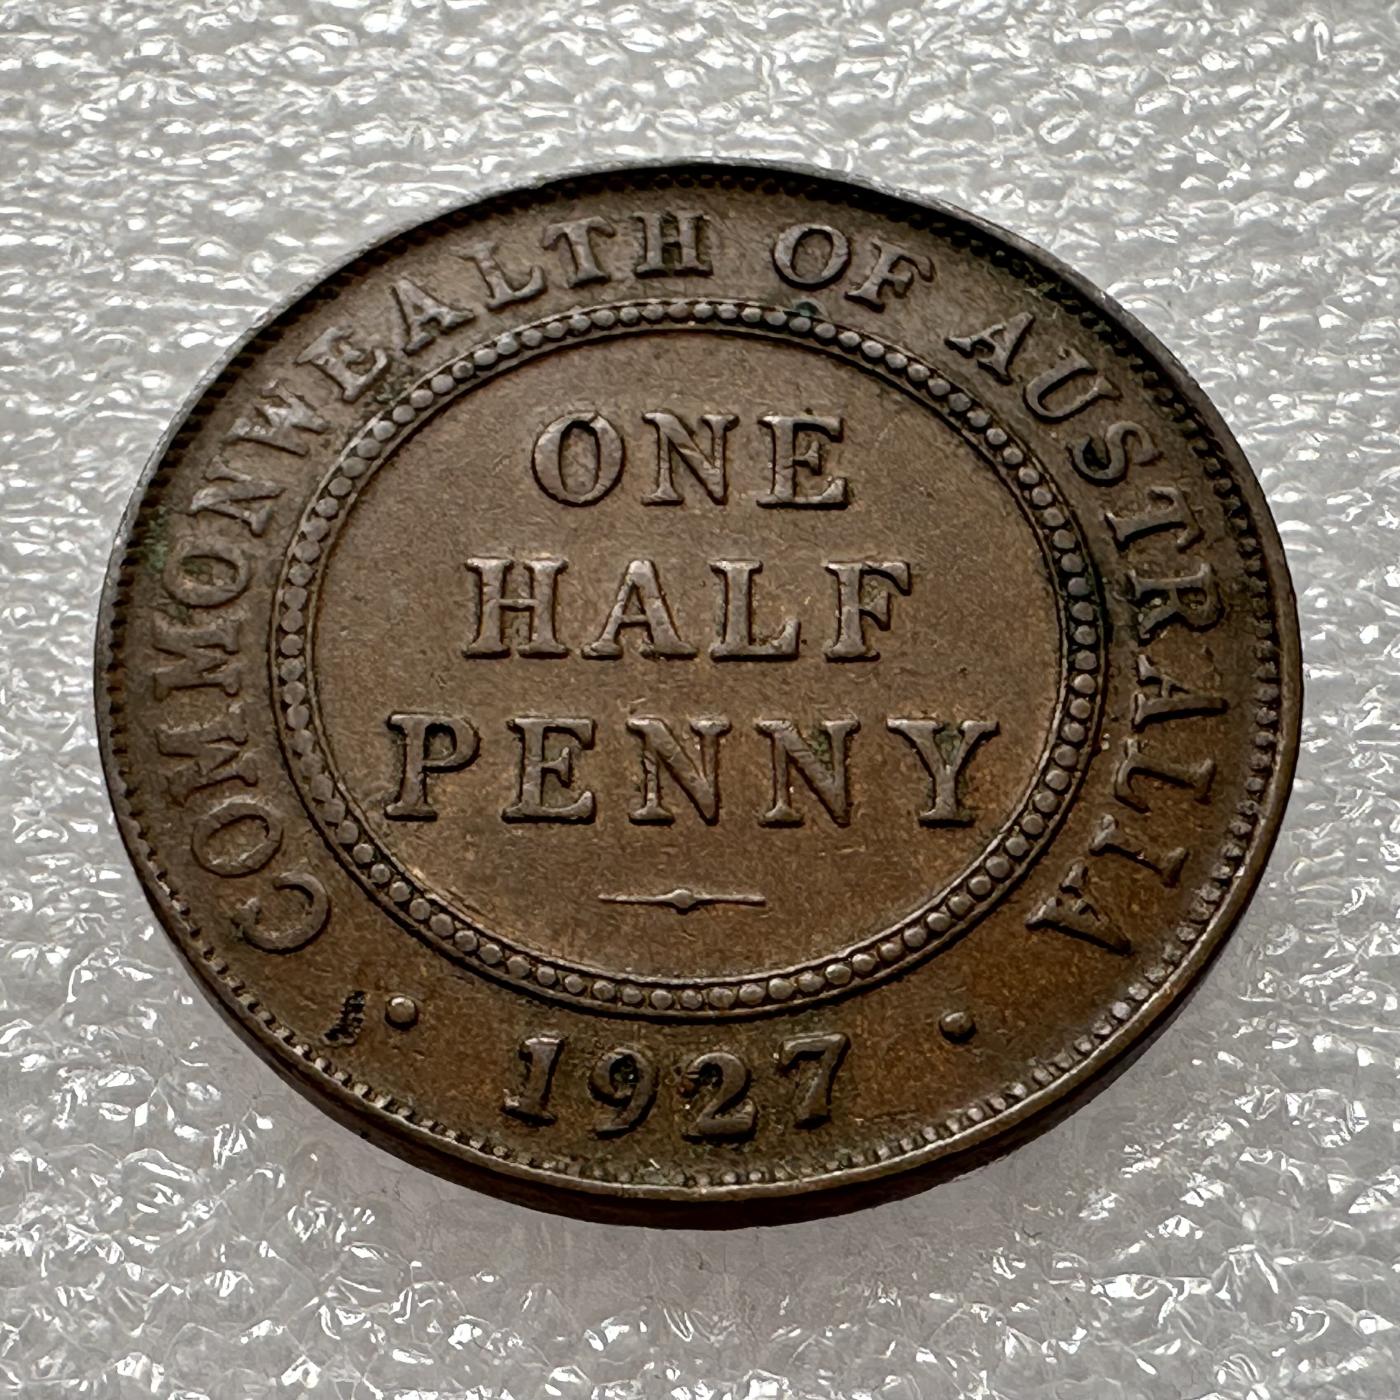 COMMONWEALTH OF AUSTRALIA
ONE
HALF
PENNY
· 1927 ·